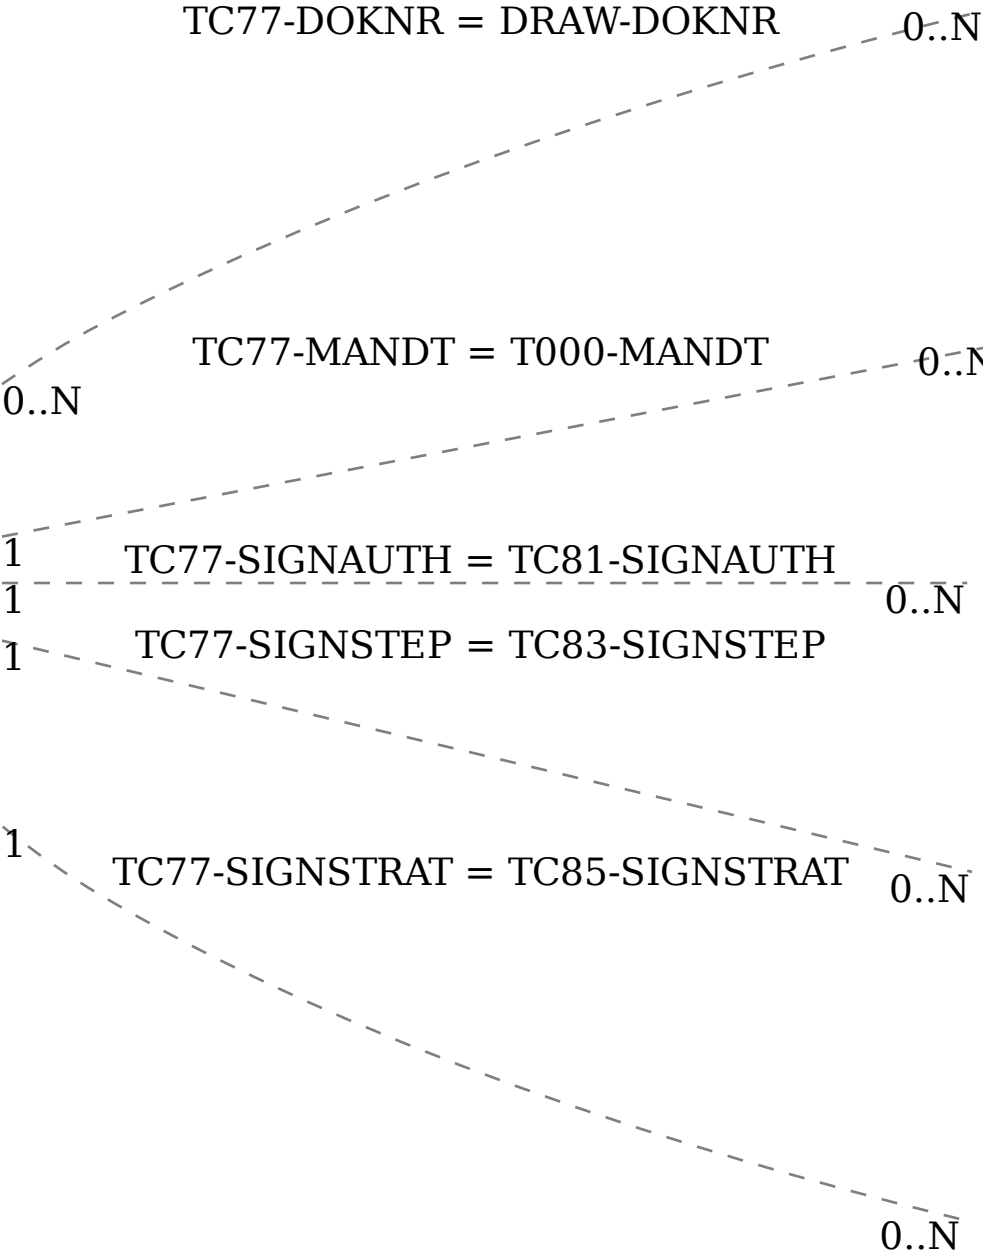 TC77-DOKNR = DRAW-DOKNR
0..N
TC77-MANDT = T000-MANDT
0..N
0..N
1
TC77-SIGNAUTH = TC81-SIGNAUTH
1
0..N
TC77-SIGNSTEP = TC83-SIGNSTEP
1
1
TC77-SIGNSTRAT = TC85-SIGNSTRAT
0..N
0..N